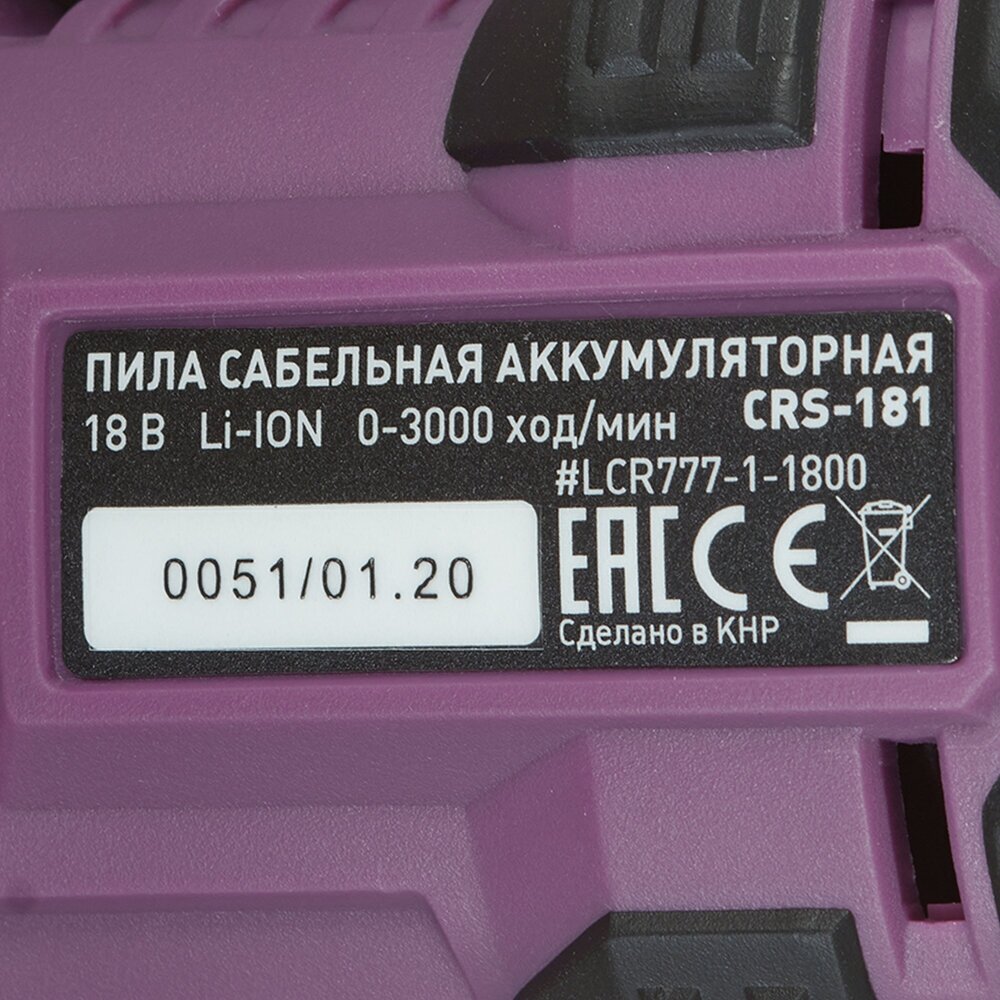 ПИЛА САБЕЛЬНАЯ АККУМУЛЯТОРНАЯ
18 В Li-ION 0-3000 ход/мин CRS-181
#LCR777-1-1800
0051/01.20
EAC CE
Сделано в КНР